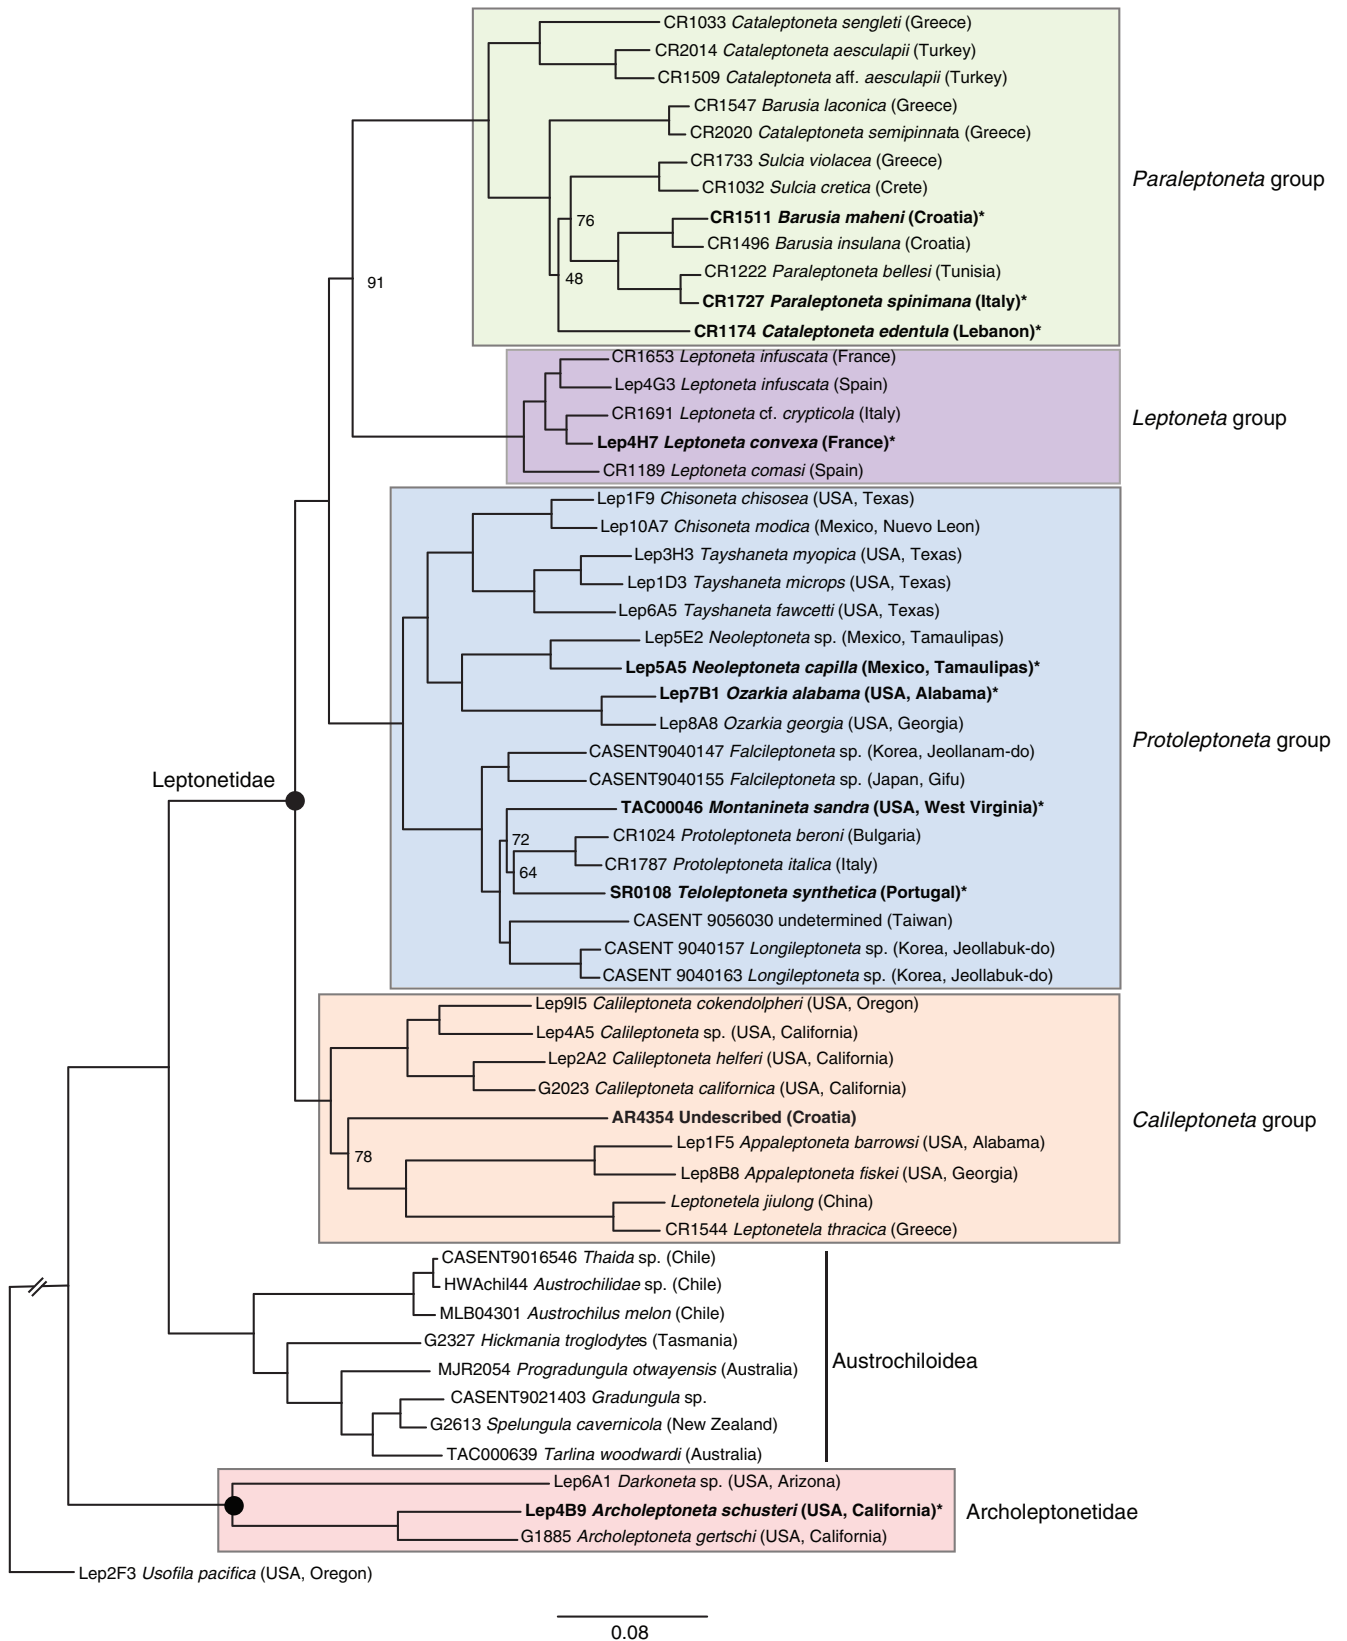 CR1033 Cataleptoneta sengleti (Greece)
CR2014 Cataleptoneta aesculapii (Turkey)
CR1509 Cataleptoneta aff. aesculapii (Turkey)
CR1547 Barusia laconica (Greece)
CR2020 Cataleptoneta semipinnata (Greece)
CR1733 Sulcia violacea (Greece)
Paraleptoneta group
CR1032 Sulcia cretica (Crete)
76
CR1511 Barusia maheni (Croatia)*
CR1496 Barusia insulana (Croatia)
CR1222 Paraleptoneta bellesi (Tunisia)
91
48
CR1727 Paraleptoneta spinimana (Italy)*
CR1174 Cataleptoneta edentula (Lebanon)*
CR1653 Leptoneta infuscata (France)
Lep4G3 Leptoneta infuscata (Spain)
CR1691 Leptoneta cf. crypticola (Italy)
Leptoneta group
Lep4H7 Leptoneta convexa (France)*
CR1189 Leptoneta comasi (Spain)
Lep1F9 Chisoneta chisosea (USA, Texas)
Lep10A7 Chisoneta modica (Mexico, Nuevo Leon)
Lep3H3 Tayshaneta myopica (USA, Texas)
Lep1D3 Tayshaneta microps (USA, Texas)
Lep6A5 Tayshaneta fawcetti (USA, Texas)
Lep5E2 Neoleptoneta sp. (Mexico, Tamaulipas)
Lep5A5 Neoleptoneta capilla (Mexico, Tamaulipas)*
Lep7B1 Ozarkia alabama (USA, Alabama)*
Lep8A8 Ozarkia georgia (USA, Georgia)
Protoleptoneta group
CASENT9040147 Falcileptoneta sp. (Korea, Jeollanam-do)
CASENT9040155 Falcileptoneta sp. (Japan, Gifu)
Leptonetidae
TAC00046 Montanineta sandra (USA, West Virginia)*
72
CR1024 Protoleptoneta beroni (Bulgaria)
CR1787 Protoleptoneta italica (Italy)
64
SR0108 Teloleptoneta synthetica (Portugal)*
CASENT 9056030 undetermined (Taiwan)
CASENT 9040157 Longileptoneta sp. (Korea, Jeollabuk-do)
CASENT 9040163 Longileptoneta sp. (Korea, Jeollabuk-do)
Lep9I5 Calileptoneta cokendolpheri (USA, Oregon)
Lep4A5 Calileptoneta sp. (USA, California)
Lep2A2 Calileptoneta helferi (USA, California)
G2023 Calileptoneta californica (USA, California)
AR4354 Undescribed (Croatia)
Calileptoneta group
Lep1F5 Appaleptoneta barrowsi (USA, Alabama)
78
Lep8B8 Appaleptoneta fiskei (USA, Georgia)
Leptonetela jiulong (China)
CR1544 Leptonetela thracica (Greece)
CASENT9016546 Thaida sp. (Chile)
HWAchil44 Austrochilidae sp. (Chile)
MLB04301 Austrochilus melon (Chile)
G2327 Hickmania troglodytes (Tasmania)
Austrochiloidea
MJR2054 Progradungula otwayensis (Australia)
CASENT9021403 Gradungula sp.
G2613 Spelungula cavernicola (New Zealand)
TAC000639 Tarlina woodwardi (Australia)
Lep6A1 Darkoneta sp. (USA, Arizona)
Lep4B9 Archoleptoneta schusteri (USA, California)*
Archoleptonetidae
G1885 Archoleptoneta gertschi (USA, California)
Lep2F3 Usofila pacifica (USA, Oregon)
0.08